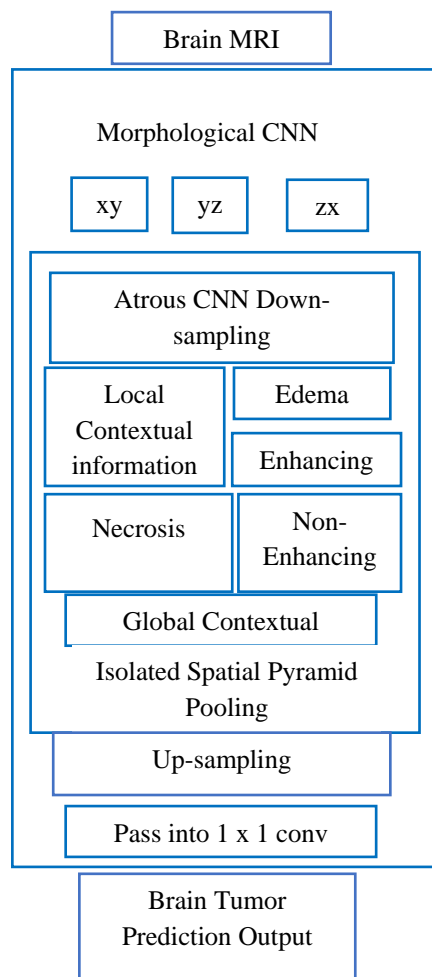 Brain MRI
Morphological CNN
xy yz zx
Atrous CNN Down-
sampling
Local
Contextual
information
Edema
Enhancing
Necrosis
Non-
Enhancing
Global Contextual
Isolated Spatial Pyramid
Pooling
Up-sampling
Pass into 1 x 1 conv
Brain Tumor
Prediction Output